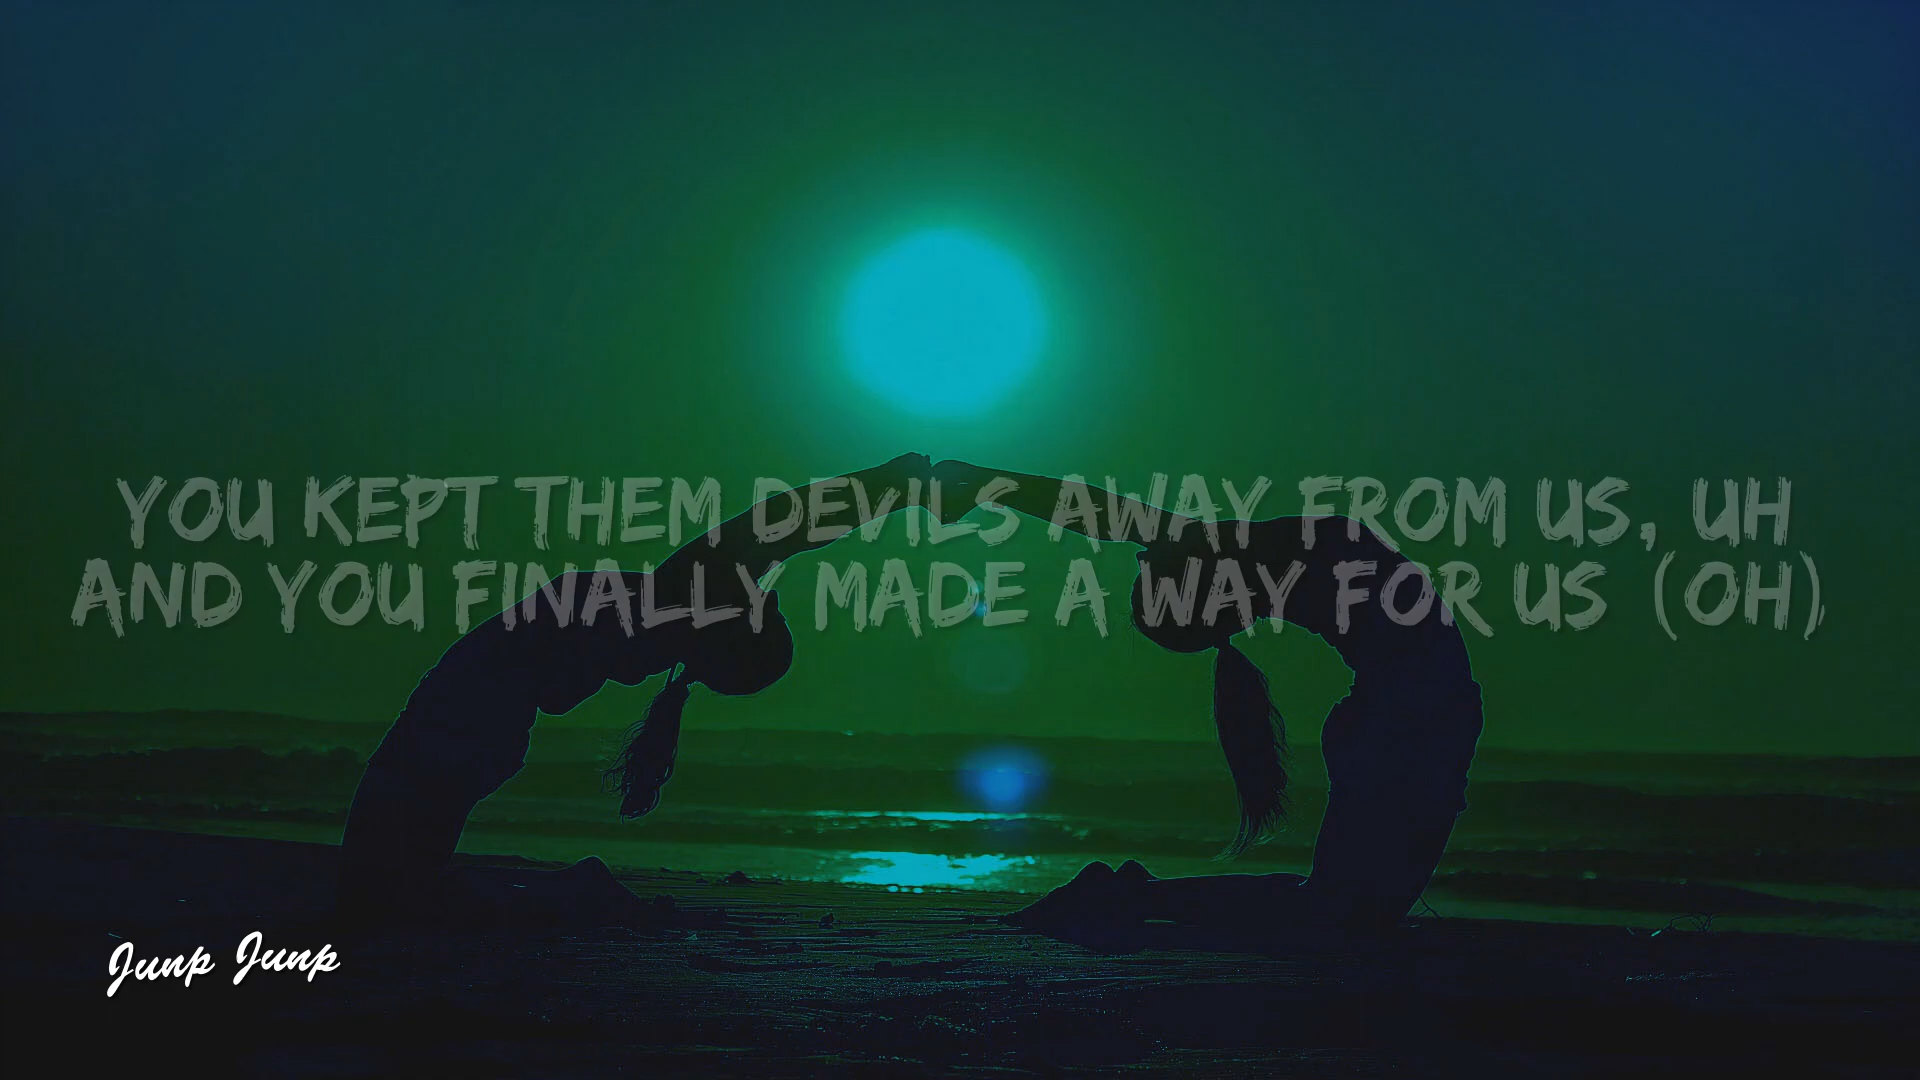 YOU KEPT THEM DEVILS AWAY FROM US, UH
AND YOU FINALLY MADE A WAY FOR US (OH)
Junp Junp